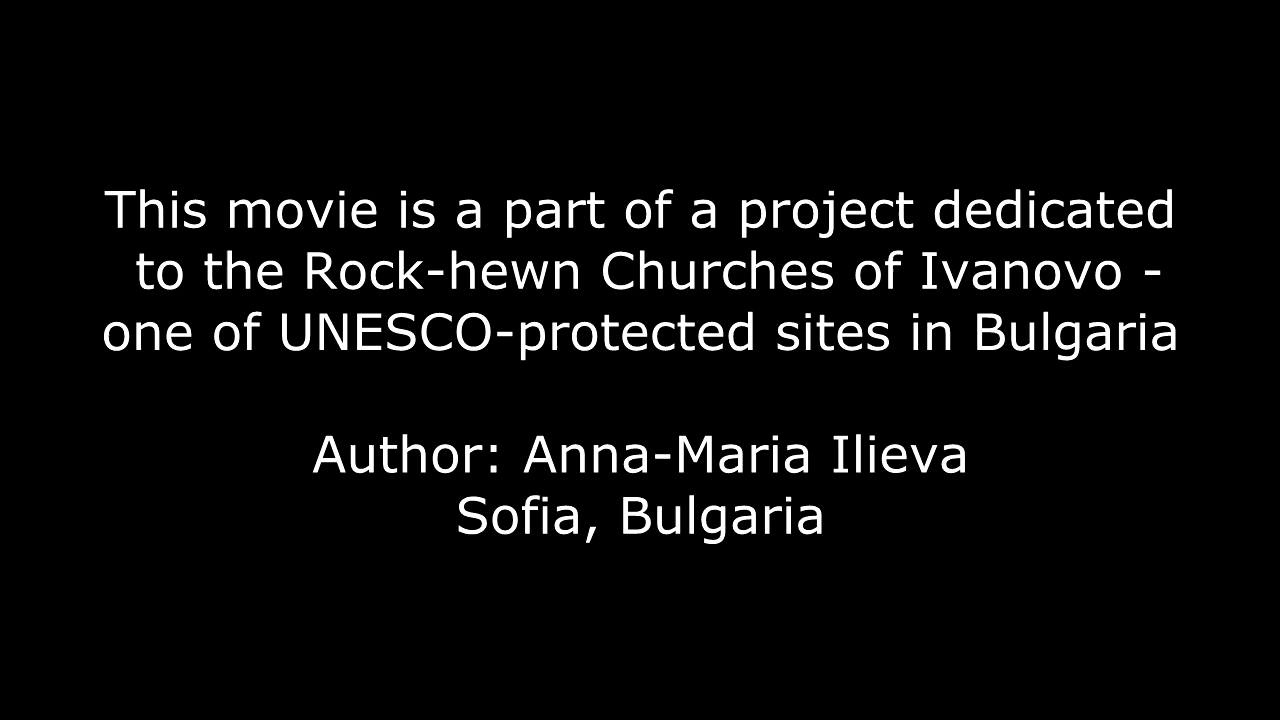 This movie is a part of a project dedicated
to the Rock-hewn Churches of Ivanovo -
one of UNESCO-protected sites in Bulgaria
Author: Anna-Maria Ilieva
Sofia, Bulgaria